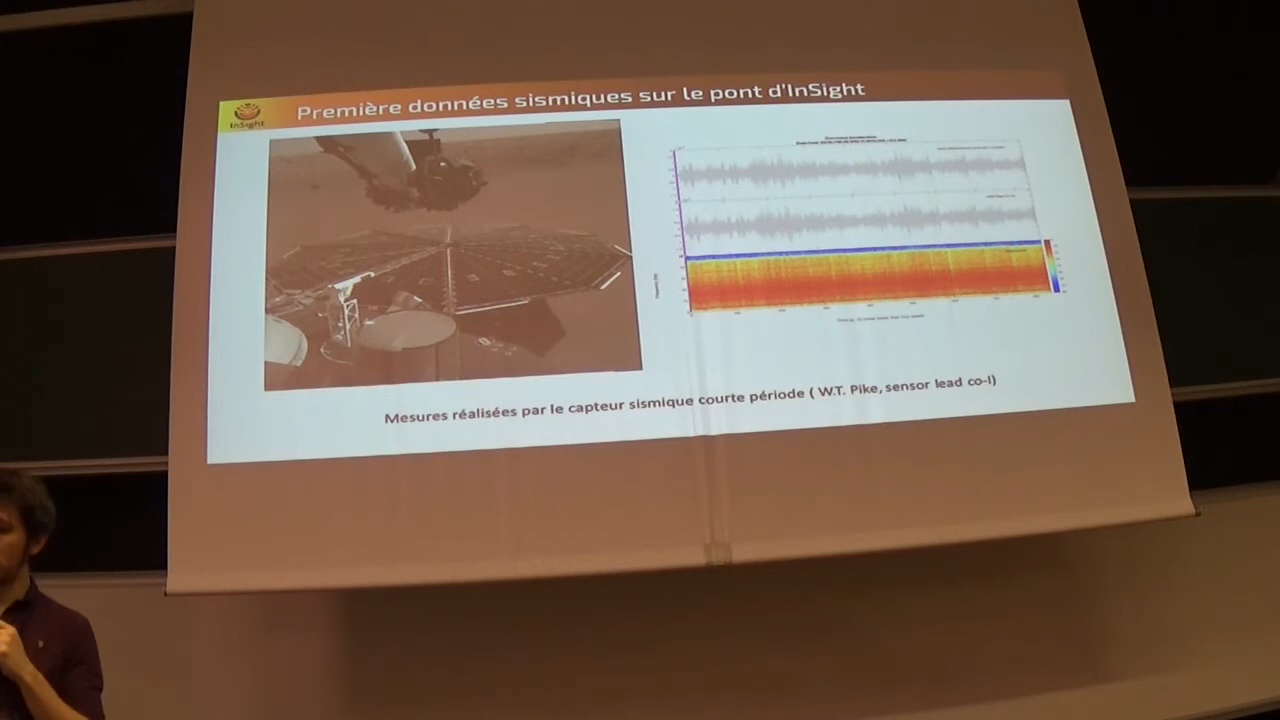 InSight
Première données sismiques sur le pont d'InSight
Mesures réalisées par le capteur sismique courte période ( W.T. Pike, sensor lead co-I)